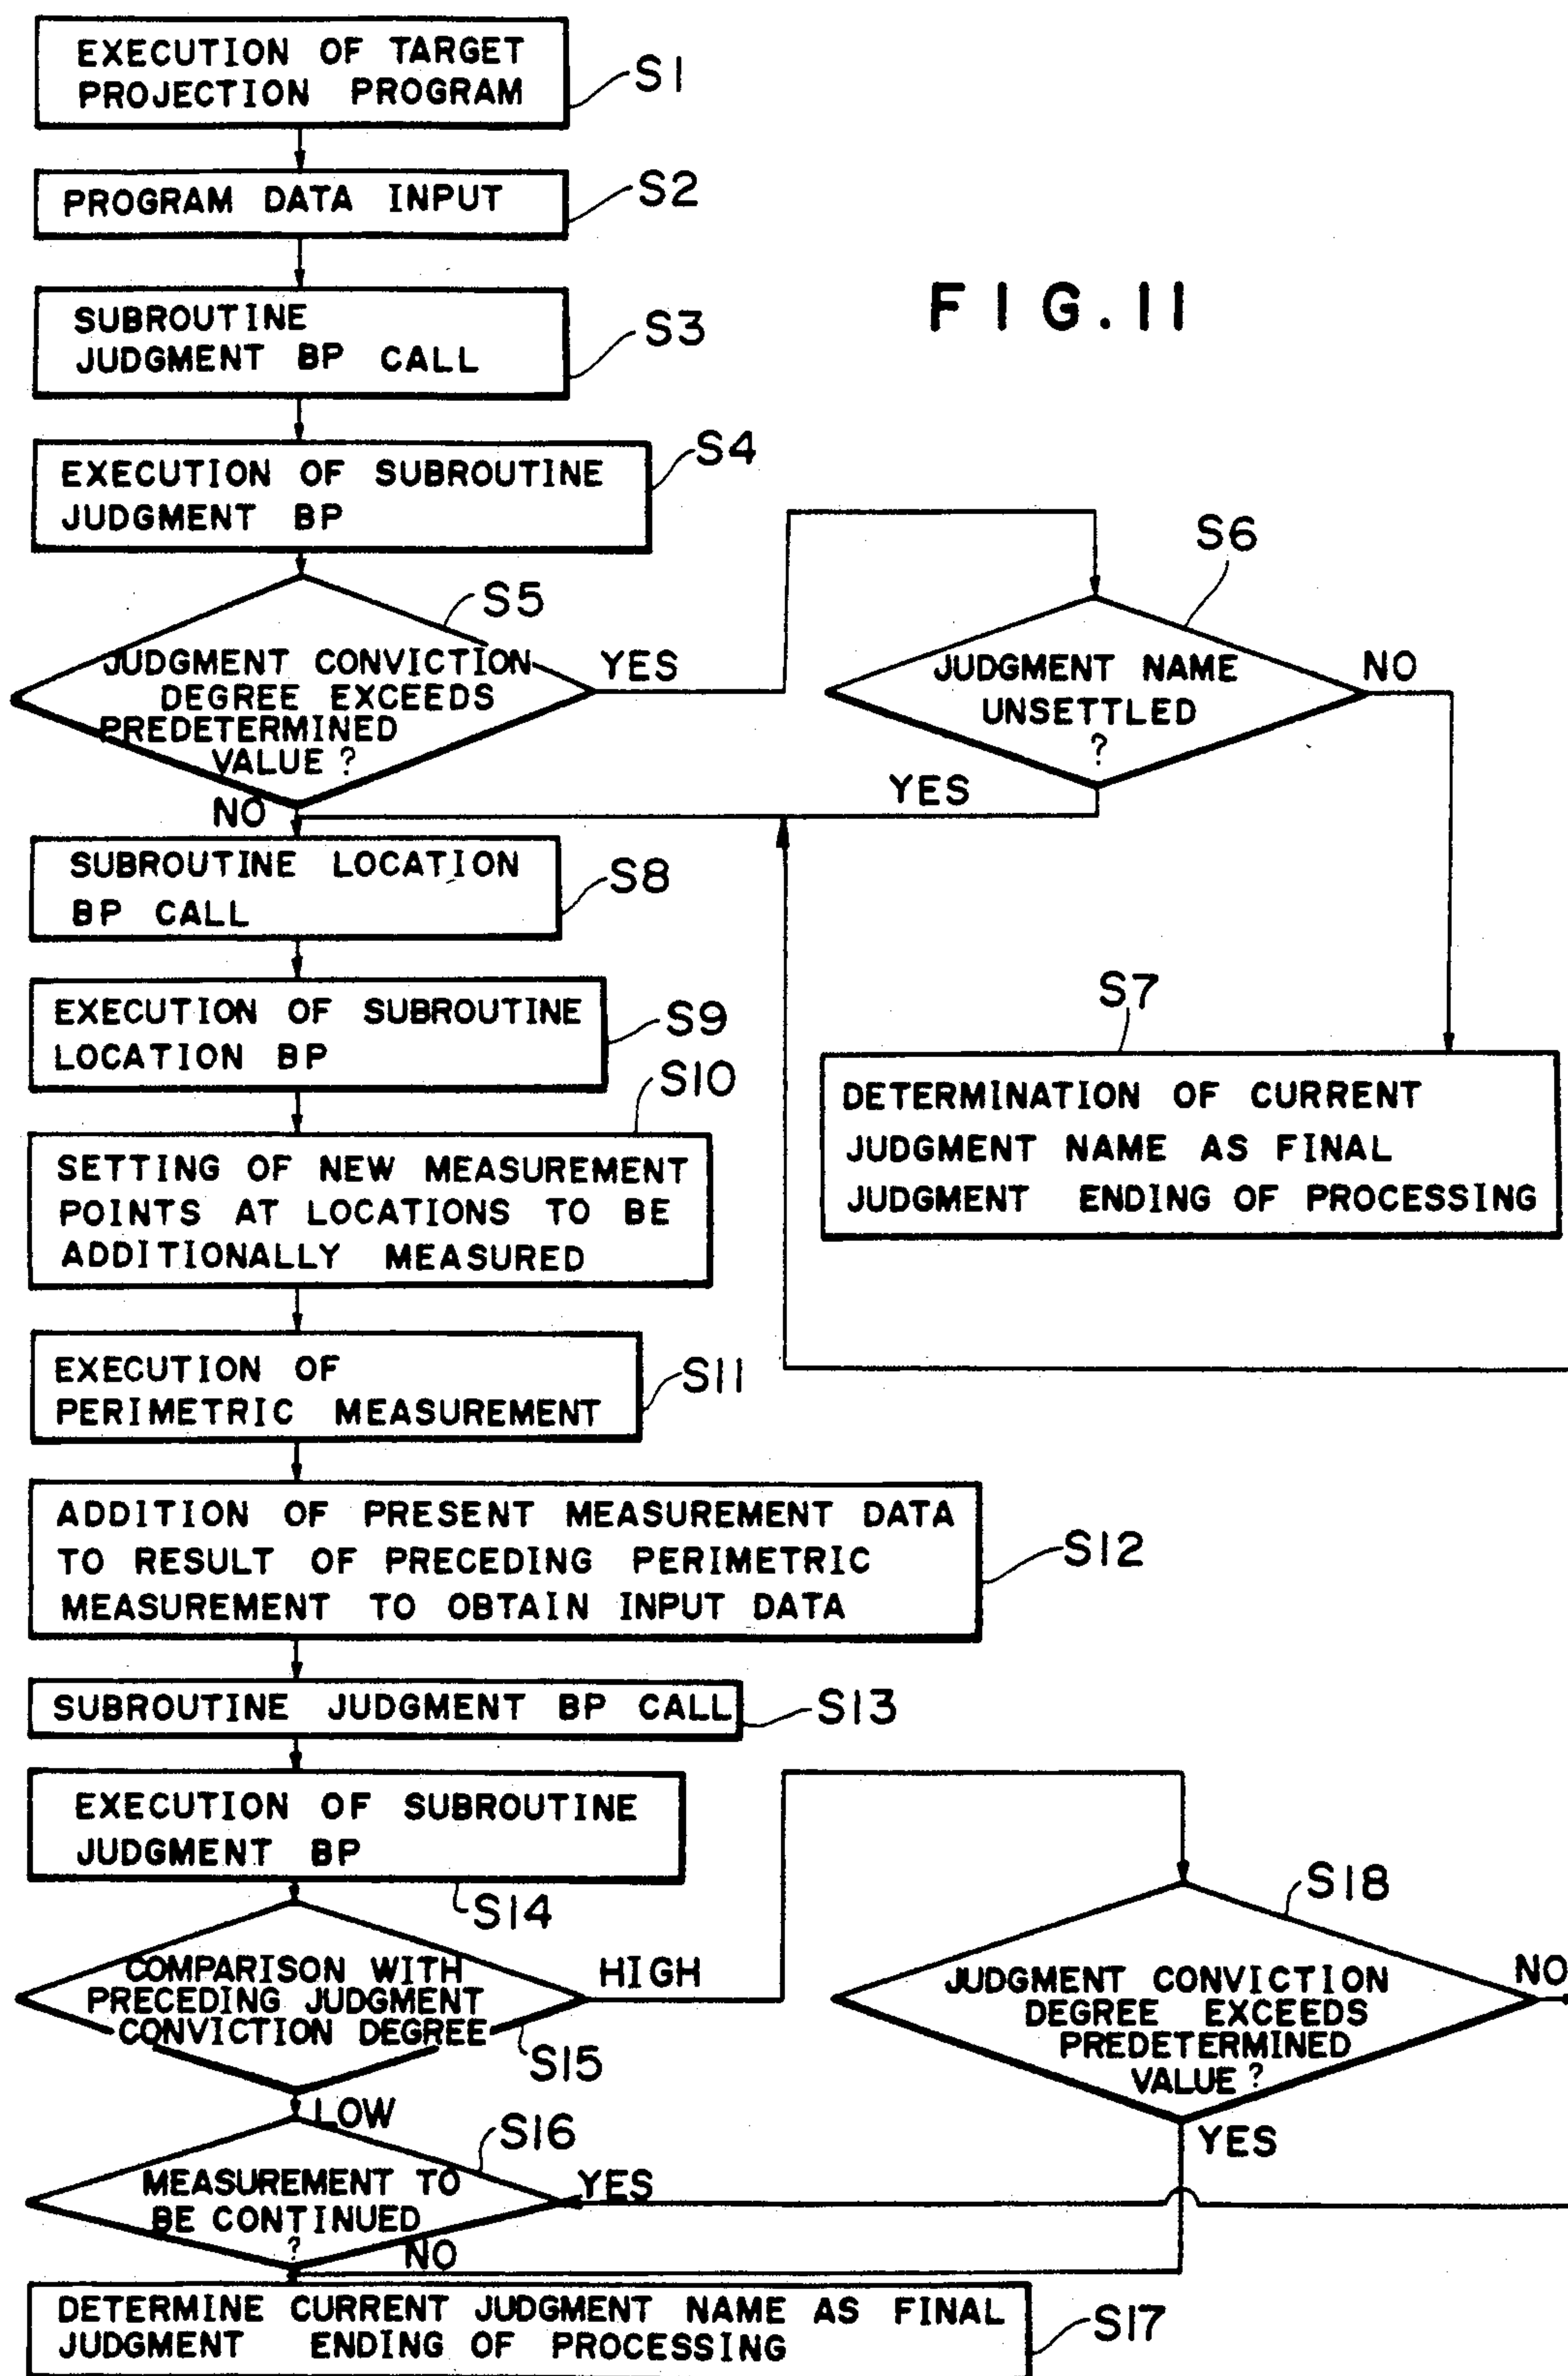 EXECUTION OF TARGET
PROJECTION PROGRAM
S1
PROGRAM DATA INPUT
S2
SUBROUTINE
JUDGMENT BP CALL
S3
FIG.11
EXECUTION OF SUBROUTINE
JUDGMENT BP
S4
JUDGMENT CONVICTION
DEGREE EXCEEDS
PREDETERMINED
VALUE ?
S5
YES
NO
JUDGMENT NAME
UNSETTLED
?
S6
NO
YES
SUBROUTINE LOCATION
BP CALL
S8
EXECUTION OF SUBROUTINE
LOCATION BP
S9
S7
DETERMINATION OF CURRENT
JUDGMENT NAME AS FINAL
JUDGMENT ENDING OF PROCESSING
S10
SETTING OF NEW MEASUREMENT
POINTS AT LOCATIONS TO BE
ADDITIONALLY MEASURED
EXECUTION OF
PERIMETRIC MEASUREMENT
S11
ADDITION OF PRESENT MEASUREMENT DATA
TO RESULT OF PRECEDING PERIMETRIC
MEASUREMENT TO OBTAIN INPUT DATA
S12
SUBROUTINE JUDGMENT BP CALL
S13
EXECUTION OF SUBROUTINE
JUDGMENT BP
S14
COMPARISON WITH
PRECEDING JUDGMENT
CONVICTION DEGREE
S15
HIGH
LOW
S18
JUDGMENT CONVICTION
DEGREE EXCEEDS
PREDETERMINED
VALUE ?
NO
YES
S16
MEASUREMENT TO
BE CONTINUED
?
YES
NO
DETERMINE CURRENT JUDGMENT NAME AS FINAL
JUDGMENT ENDING OF PROCESSING
S17